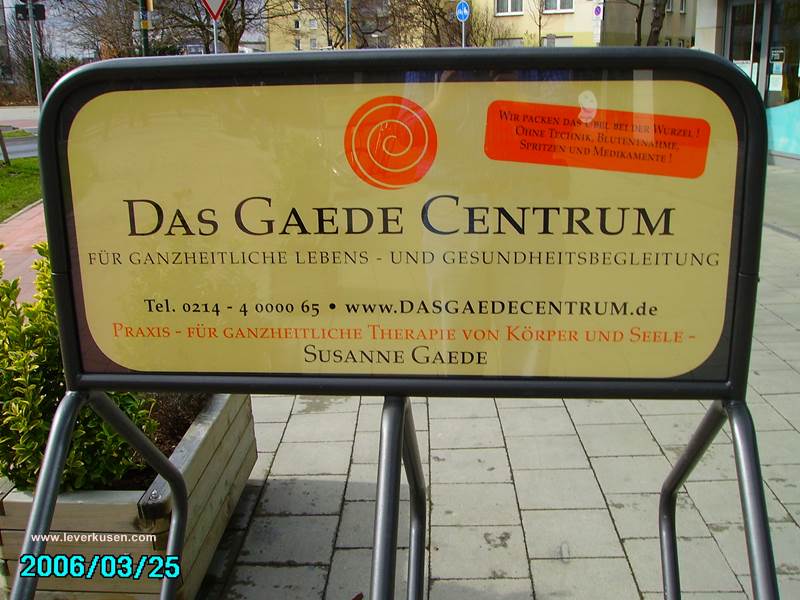 WIR PACKEN DAS ÜBEL BEI DER WURZEL !
OHNE TECHNIK, BLUTENTNAHME,
SPRITZEN UND MEDIKAMENTE !
DAS GAEDE CENTRUM
FÜR GANZHEITLICHE LEBENS - UND GESUNDHEITSBEGLEITUNG
Tel. 0214 - 4 0000 65 • www.DASGAEDECENTRUM.de
PRAXIS - FÜR GANZHEITLICHE THERAPIE VON KÖRPER UND SEELE -
SUSANNE GAEDE
www.leverkusen.com
2006/03/25